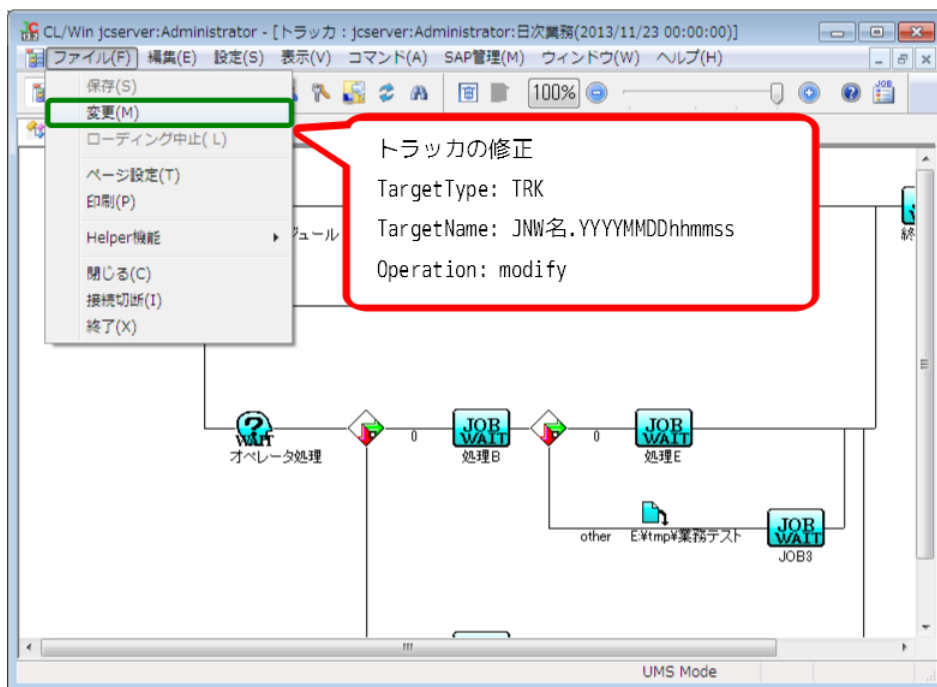 CL/Win jcserver:Administrator - [トラッカ : jcserver:Administrator:日次業務(2013/11/23 00:00:00)]
ファイル(F) 編集(E) 設定(S) 表示(V) コマンド(A) SAP管理(M) ウィンドウ(W) ヘルプ(H)
100%
JOB
保存(S)
変更(M)
ローディング中止( L)
ページ設定(T)
印刷(P)
Helper機能
閉じる(C)
接続切断(I)
終了(X)
トラッカの修正
TargetType: TRK
TargetName: JNW名.YYYYMMDDhhmmss
Operation: modify
ジュール
終
WAIT
オペレータ処理
0
JOB
WAIT
処理B
0
JOB
WAIT
処理E
other
E:¥tmp¥業務テスト
JOB
WAIT
JOB3
UMS Mode